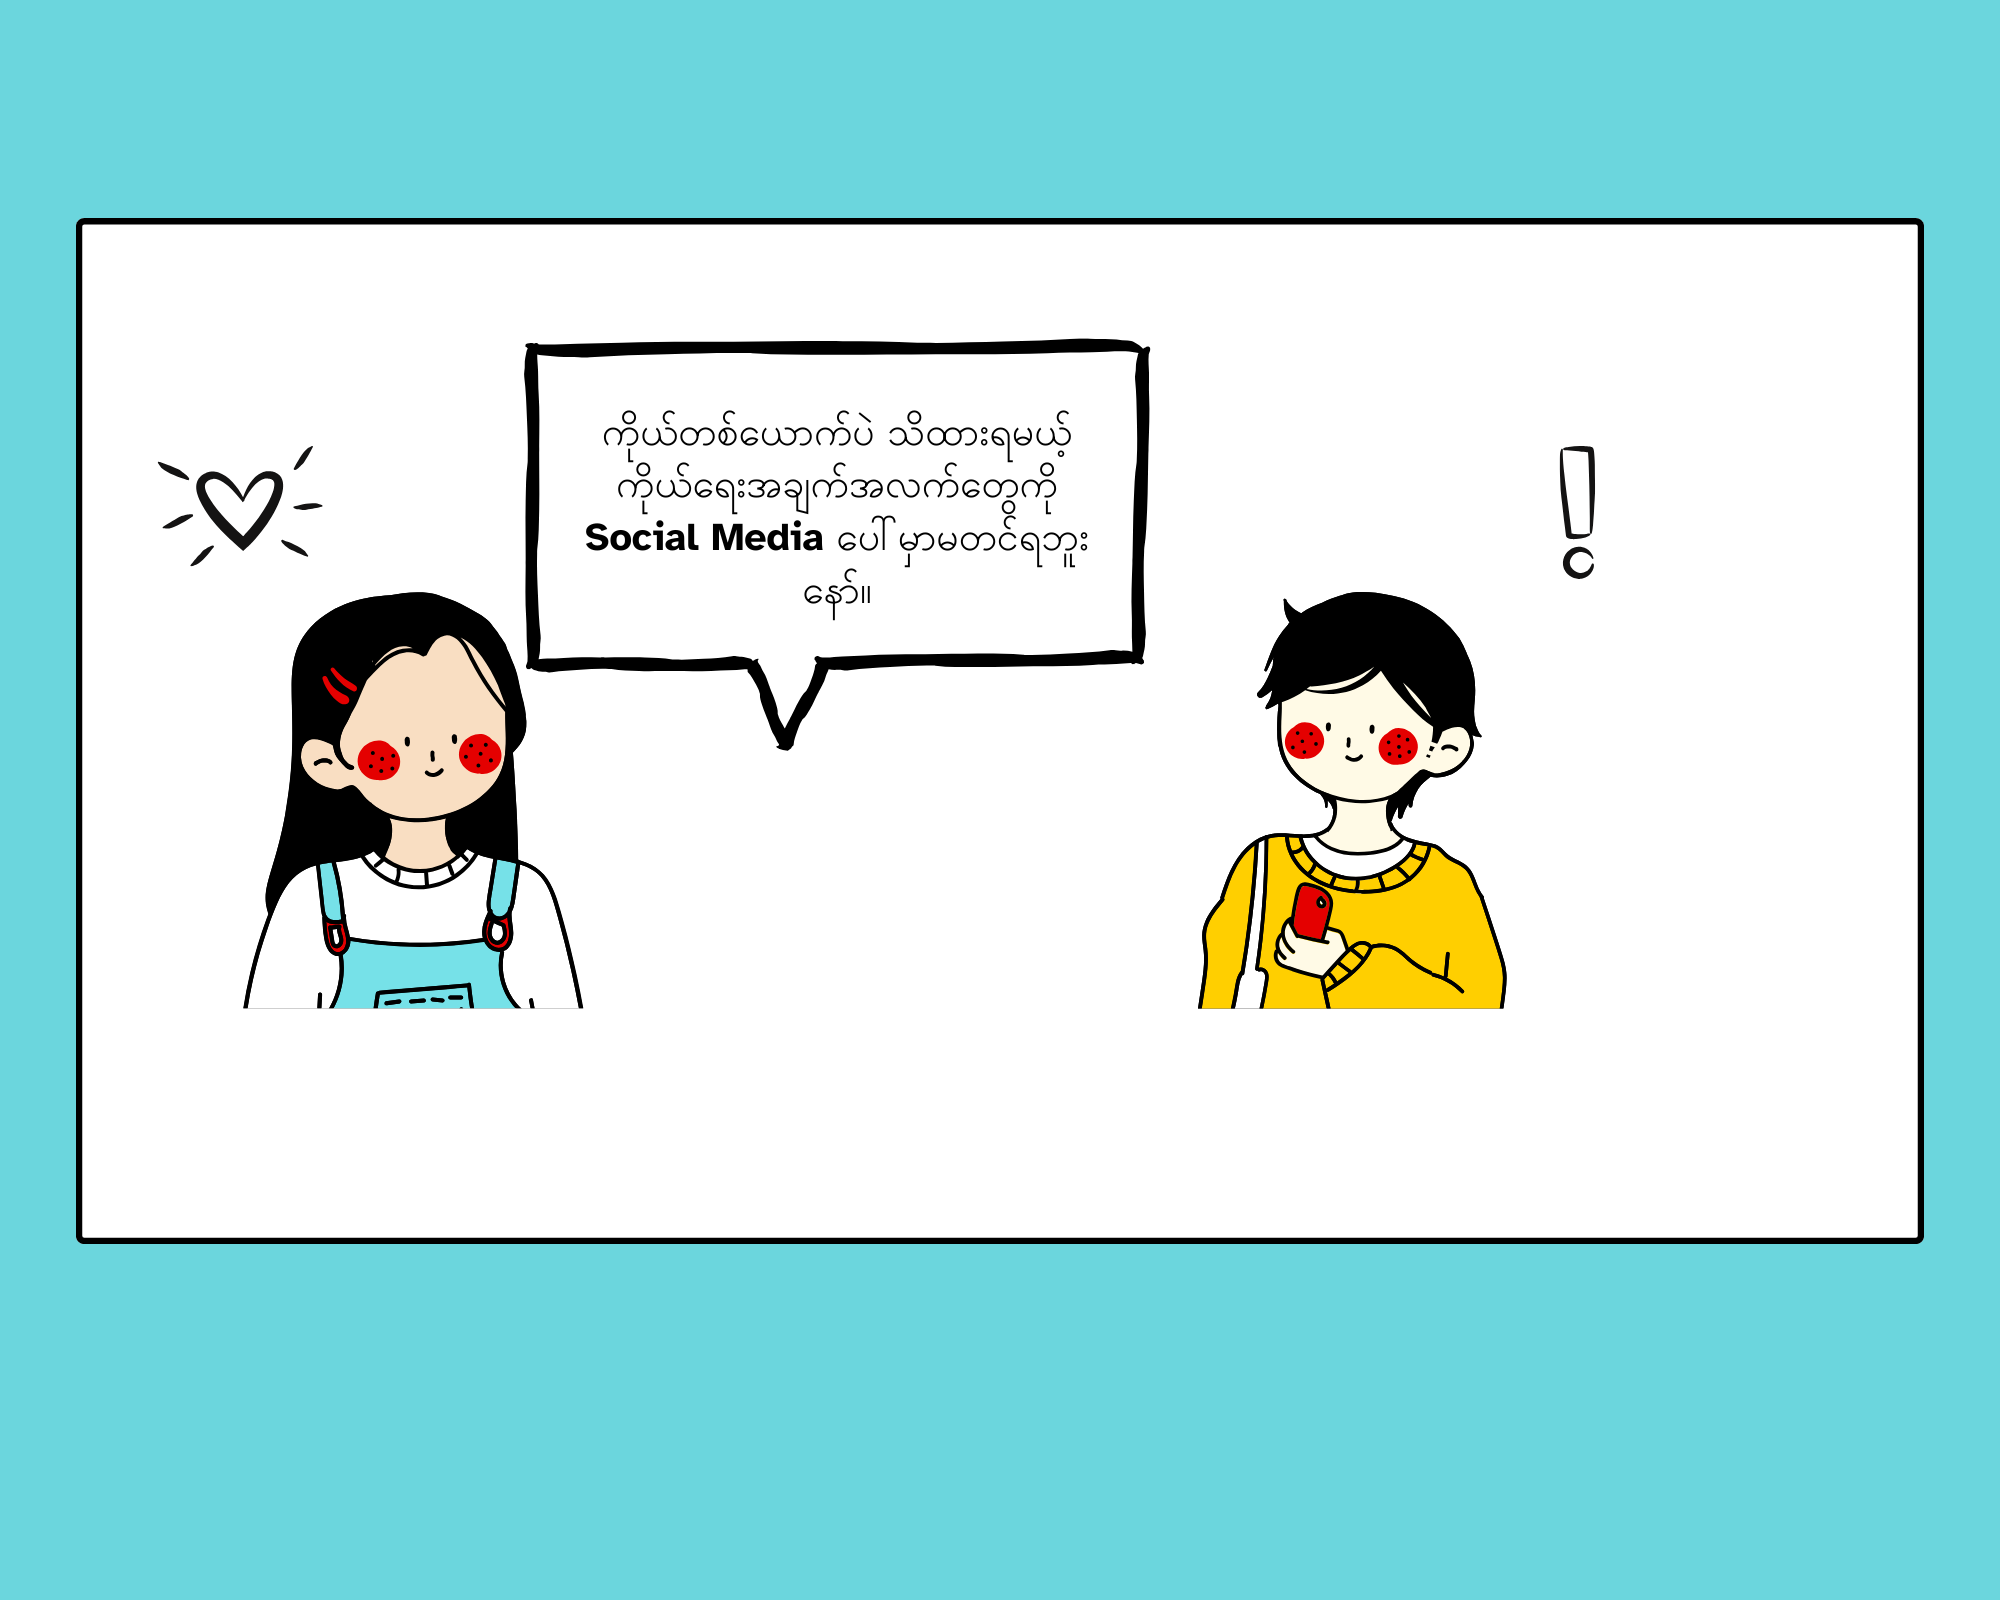 ကိုယ်တစ်ယောက်ပဲ သိထားရမယ့်
ကိုယ်ရေးအချက်အလက်တွေကို
Social Media ပေါ် မှာမတင်ရဘူး
နော်။